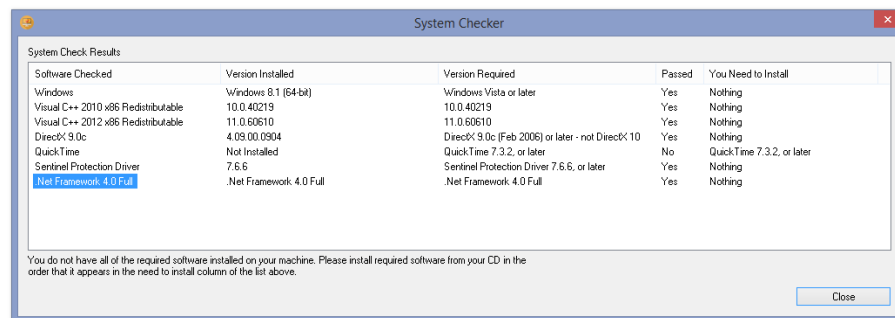 System Checker
System Check Results
Software Checked Version Installed Version Required Passed You Need to Install
Windows Windows 8.1 (64-bit) Windows Vista or later Yes Nothing
Visual C++ 2010 x86 Redistributable 10.0.40219 10.0.40219 Yes Nothing
Visual C++ 2012 x86 Redistributable 11.0.60610 11.0.60610 Yes Nothing
DirectX 9.0c 4.09.00.0904 DirectX 9.0c (Feb 2006) or later - not DirectX 10 Yes Nothing
QuickTime Not Installed QuickTime 7.3.2, or later No QuickTime 7.3.2, or later
Sentinel Protection Driver 7.6.6 Sentinel Protection Driver 7.6.6, or later Yes Nothing
.Net Framework 4.0 Full .Net Framework 4.0 Full .Net Framework 4.0 Full Yes Nothing
You do not have all of the required software installed on your machine. Please install required software from your CD in the
order that it appears in the need to install column of the list above.
Close